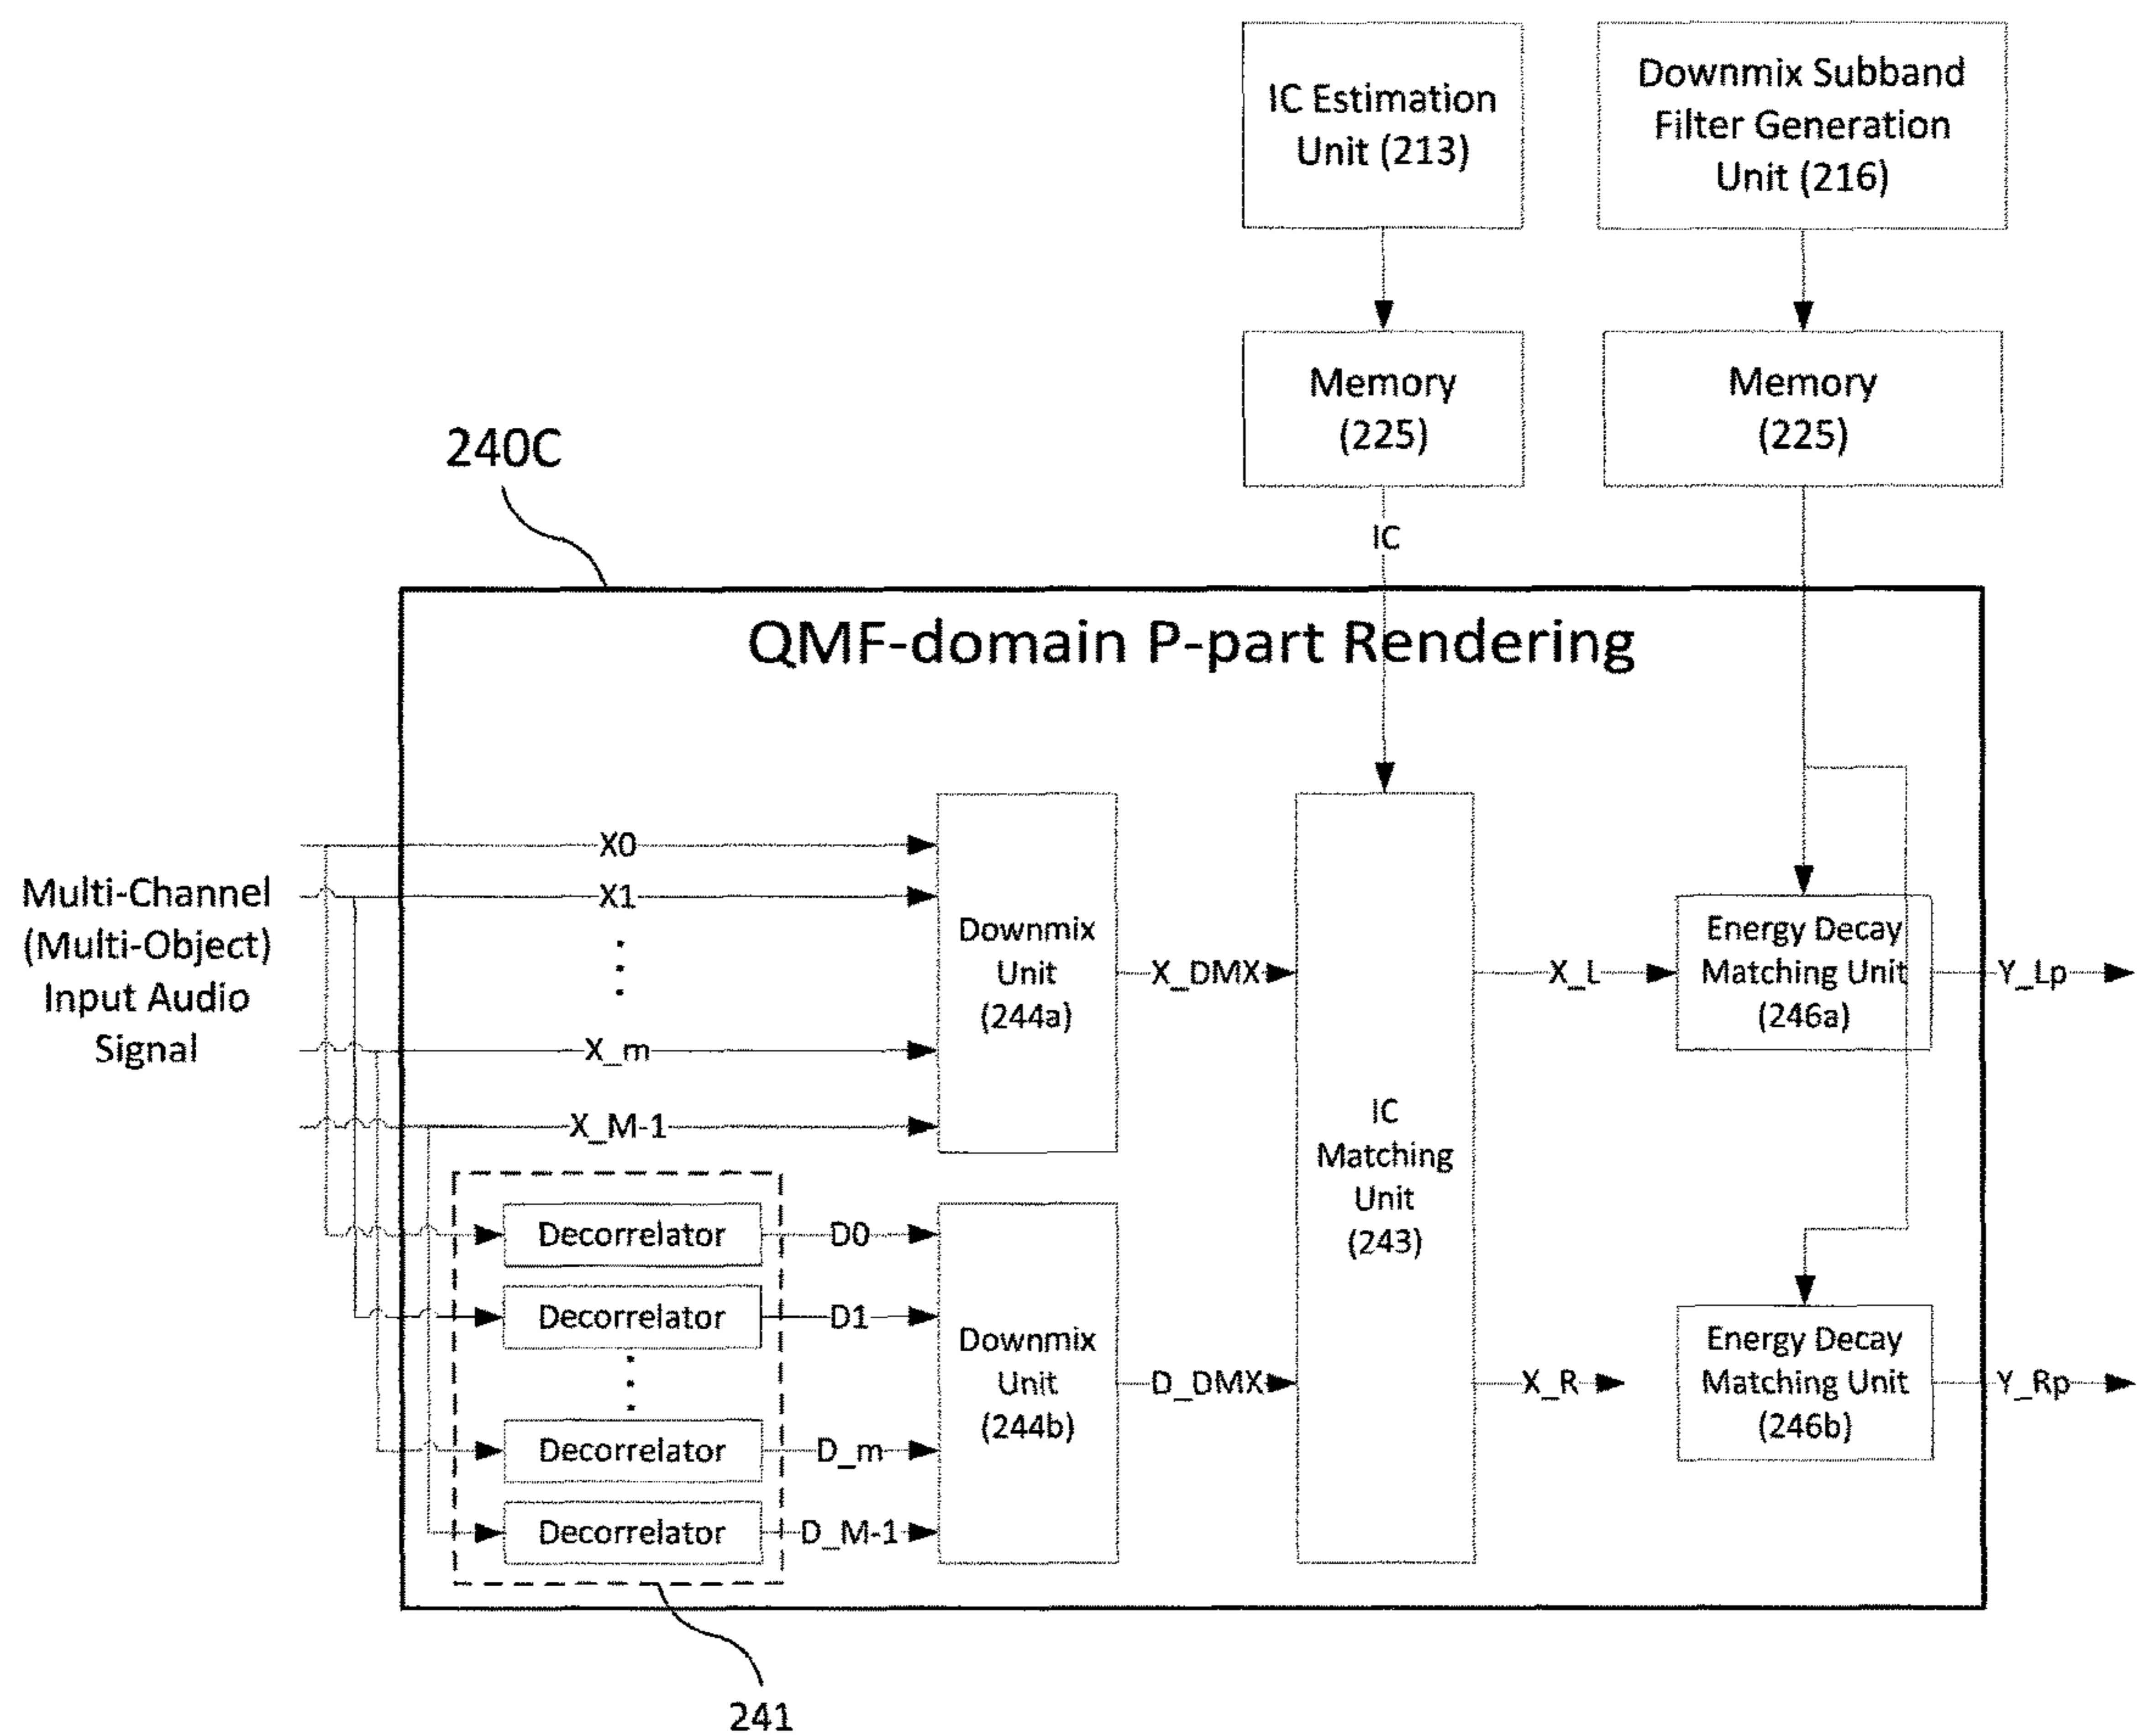 IC Estimation
Unit (213)
Downmix Subband
Filter Generation
Unit (216)
Memory
(225)
Memory
(225)
240C
IC
QMF-domain P-part Rendering
Multi-Channel
(Multi-Object)
Input Audio
Signal
X0
X1
X_m
X_M-1
Downmix
Unit
(244a)
X_DMX
IC
Matching
Unit
(243)
X_L
Energy Decay
Matching Unit
(246a)
Y_Lp
Decorrelator
D0
Decorrelator
D1
Decorrelator
D_m
Decorrelator
D_M-1
Downmix
Unit
(244b)
D_DMX
X_R
Energy Decay
Matching Unit
(246b)
Y_Rp
241